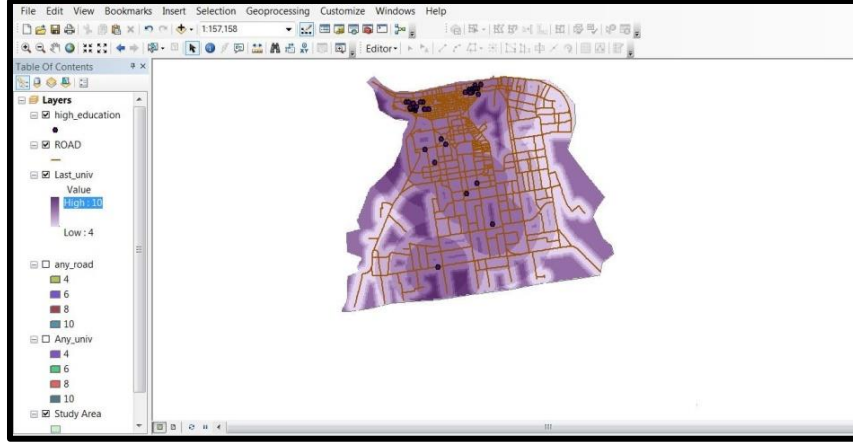 File Edit View Bookmarks Insert Selection Geoprocessing Customize Windows Help
1:157,158
Editor
Table Of Contents
Layers
high_education
ROAD
Last_univ
Value
High : 10
Low : 4
any_road
4
6
8
10
Any_univ
4
6
8
10
Study Area